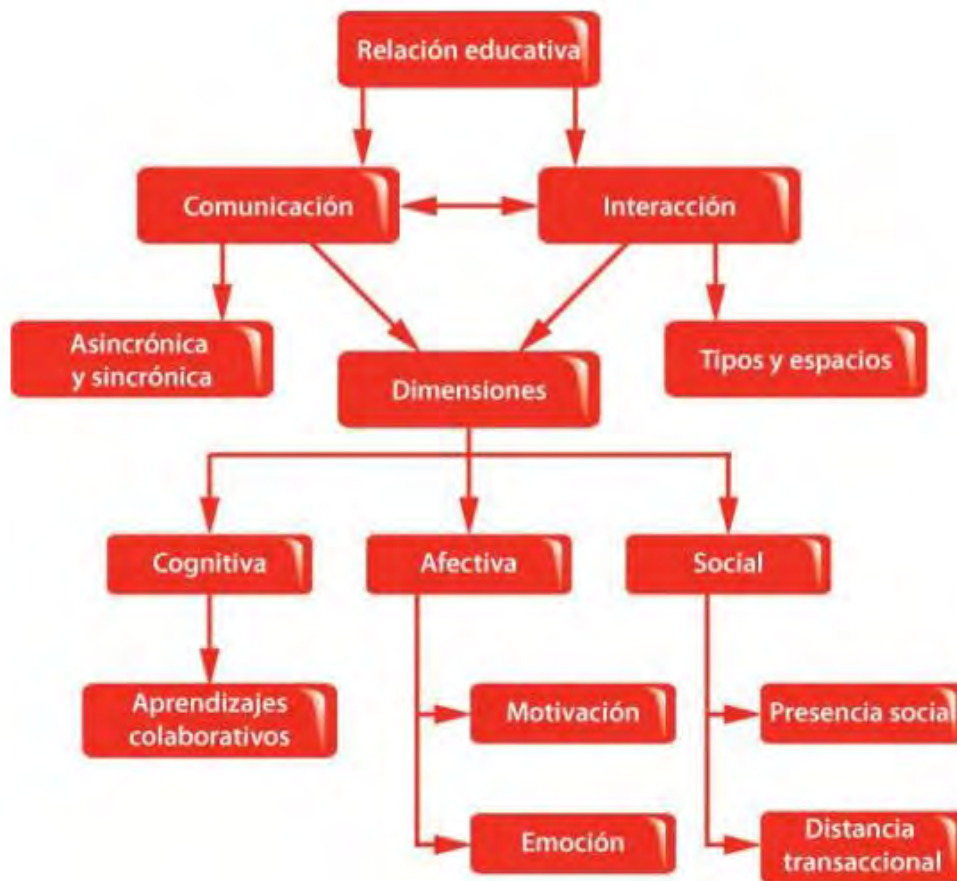 Relación educativa
Comunicación
Interacción
Asincrónica
y sincrónica
Dimensiones
Tipos y espacios
Cognitiva
Afectiva
Social
Aprendizajes
colaborativos
Motivación
Presencia social
Emoción
Distancia
transaccional